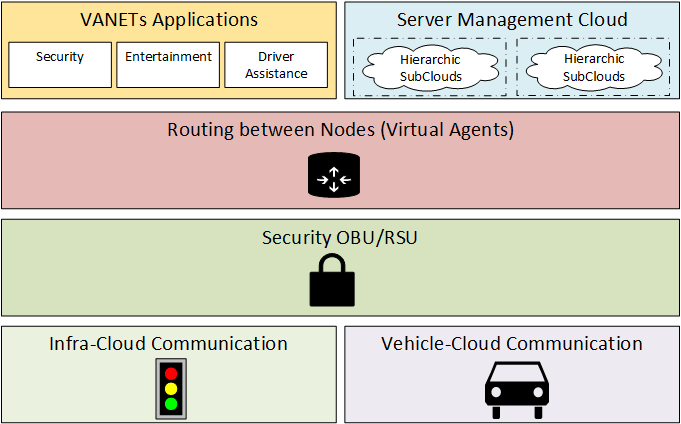 VANETs Applications
Security
Entertainment
Driver
Assistance
Server Management Cloud
Hierarchic
SubClouds
Hierarchic
SubClouds
Routing between Nodes (Virtual Agents)
Security OBU/RSU
Infra-Cloud Communication
Vehicle-Cloud Communication